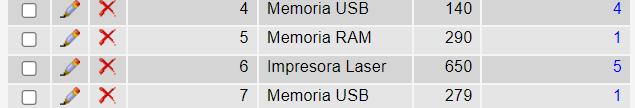 4 Memoria USB 140 4
5 Memoria RAM 290 1
6 Impresora Laser 650 5
7 Memoria USB 279 1